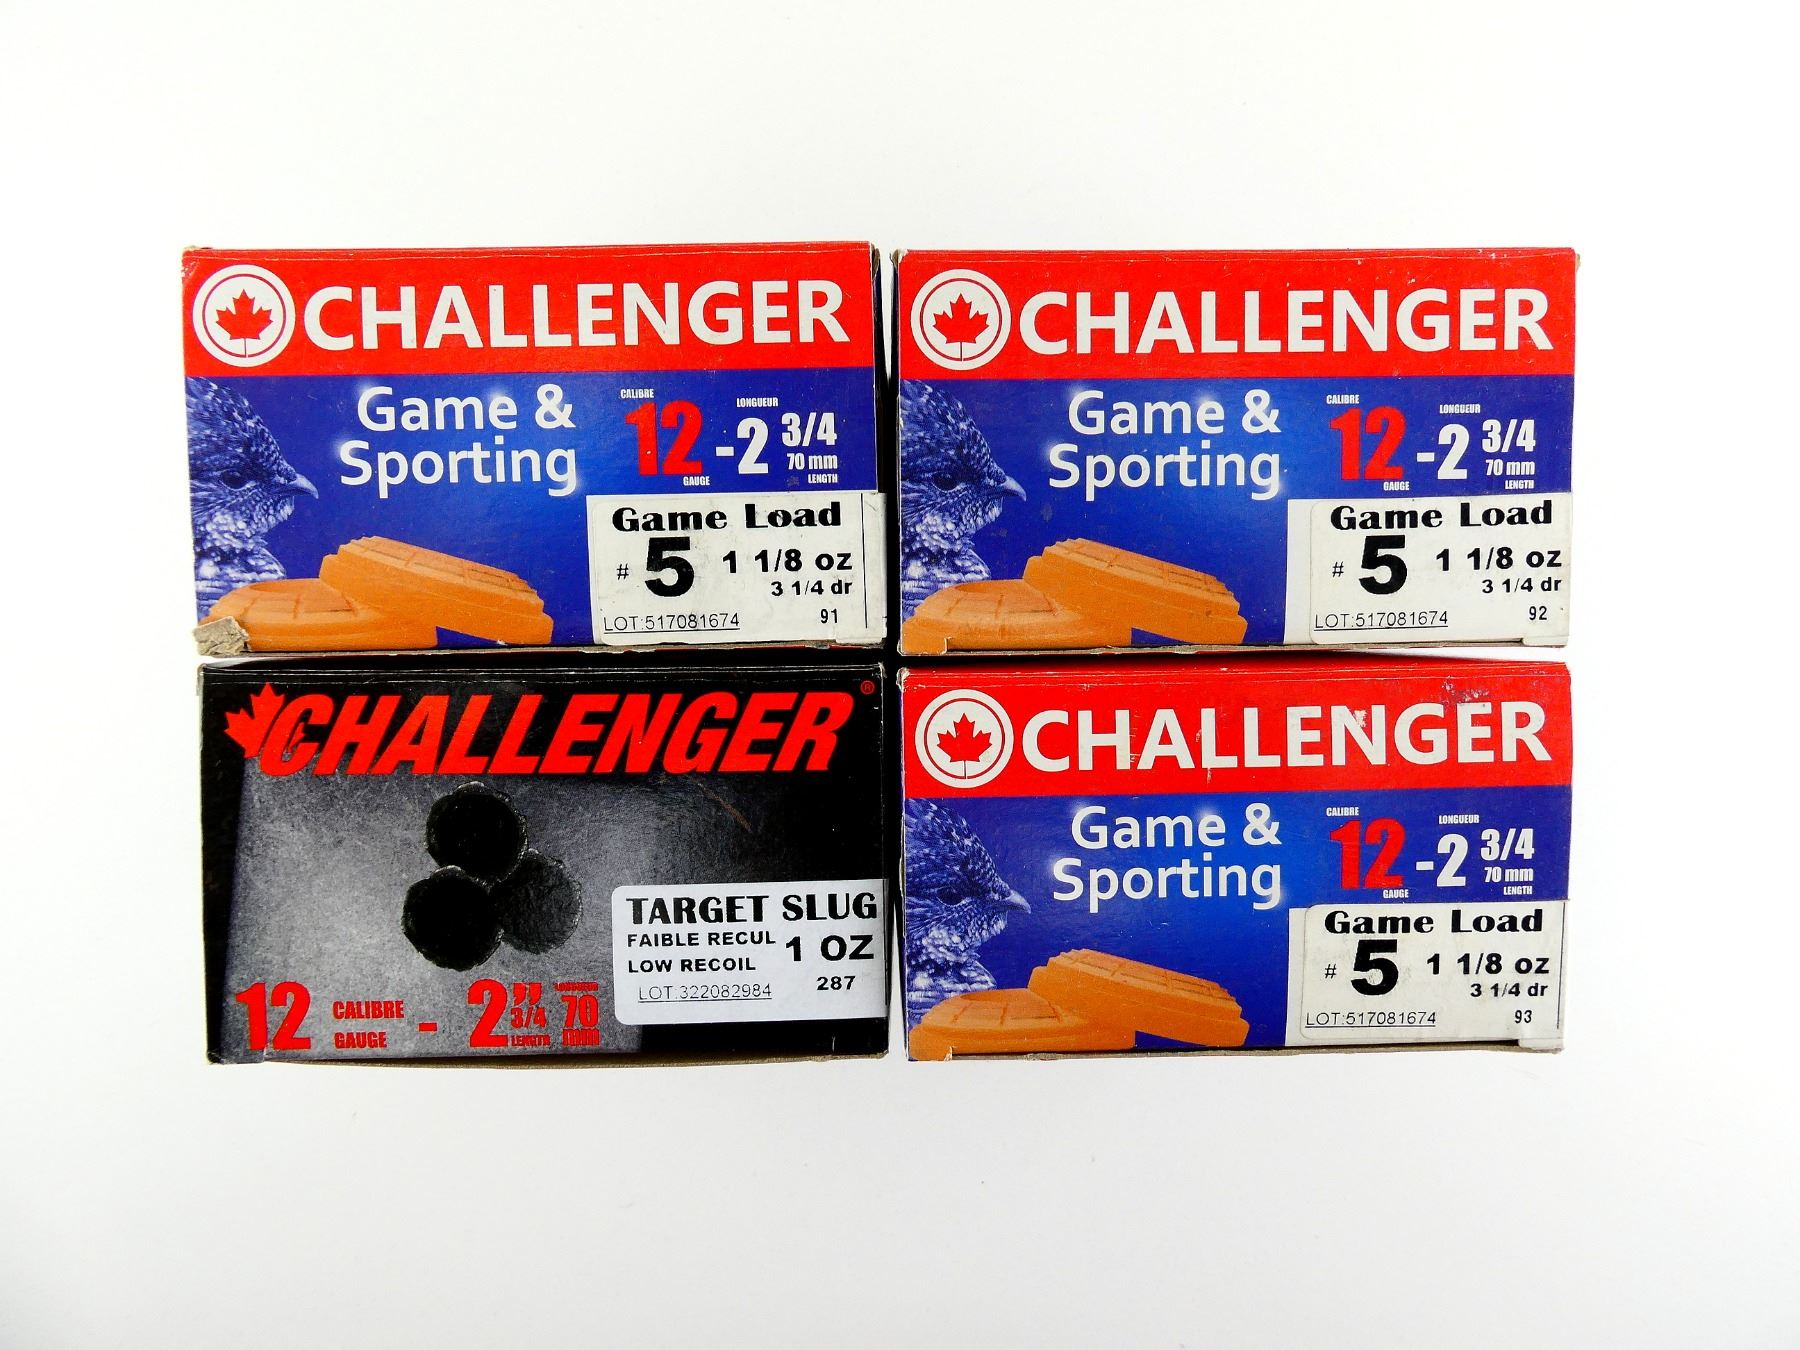 CHALLENGER
Game &
Sporting
CALIBRE
12
GAUGE
LONGUEUR
-2 3/4
70 mm
LENGTH
Game Load
# 5 1 1/8 oz
3 1/4 dr
LOT:517081674 91
CHALLENGER
Game &
Sporting
CALIBRE
12
GAUGE
LONGUEUR
-2 3/4
70 mm
LENGTH
Game Load
# 5 1 1/8 oz
3 1/4 dr
LOT:517081674 92
CHALLENGER®
TARGET SLUG
FAIBLE RECUL
LOW RECOIL
1 OZ
LOT:322082984 287
12 CALIBRE
GAUGE
- 2" 3/4
LONGUEUR
70
mm
LENGTH
CHALLENGER
Game &
Sporting
CALIBRE
12
GAUGE
LONGUEUR
-2 3/4
70 mm
LENGTH
Game Load
# 5 1 1/8 oz
3 1/4 dr
LOT:517081674 93